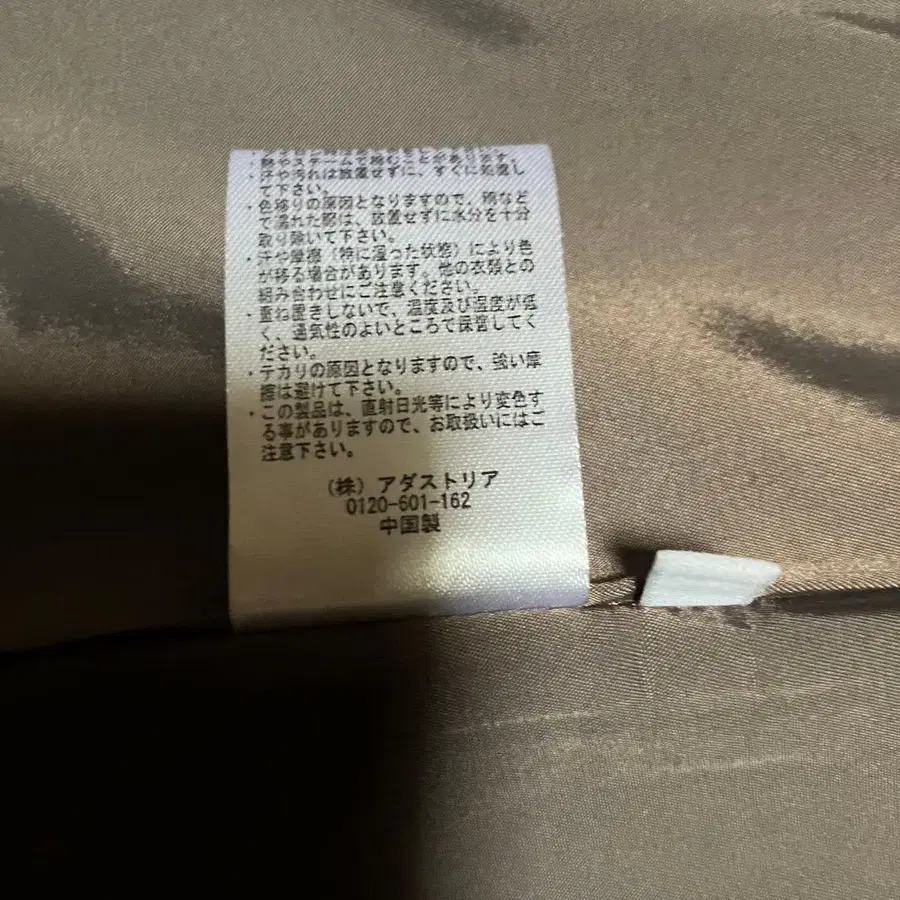 ・熱やスチームで縮むことがあります。
・汗や汚れは放置せずに、すぐに処理し
て下さい。
・色移りの原因となりますので、雨など
で濡れた際は、放置せずに水分を十分
取り除いて下さい。
・汗や摩擦（特に湿った状態）により色
が移る場合があります。他の衣類との
組み合わせにご注意ください。
・重ね置きしないで、温度及び湿度が低
く、通気性のよいところで保管してく
ださい。
・テカリの原因となりますので、強い摩
擦は避けて下さい。
・この製品は、直射日光等により変色す
る事がありますので、お取扱いにはご
注意下さい。
（株）アダストリア
0120-601-162
中国製